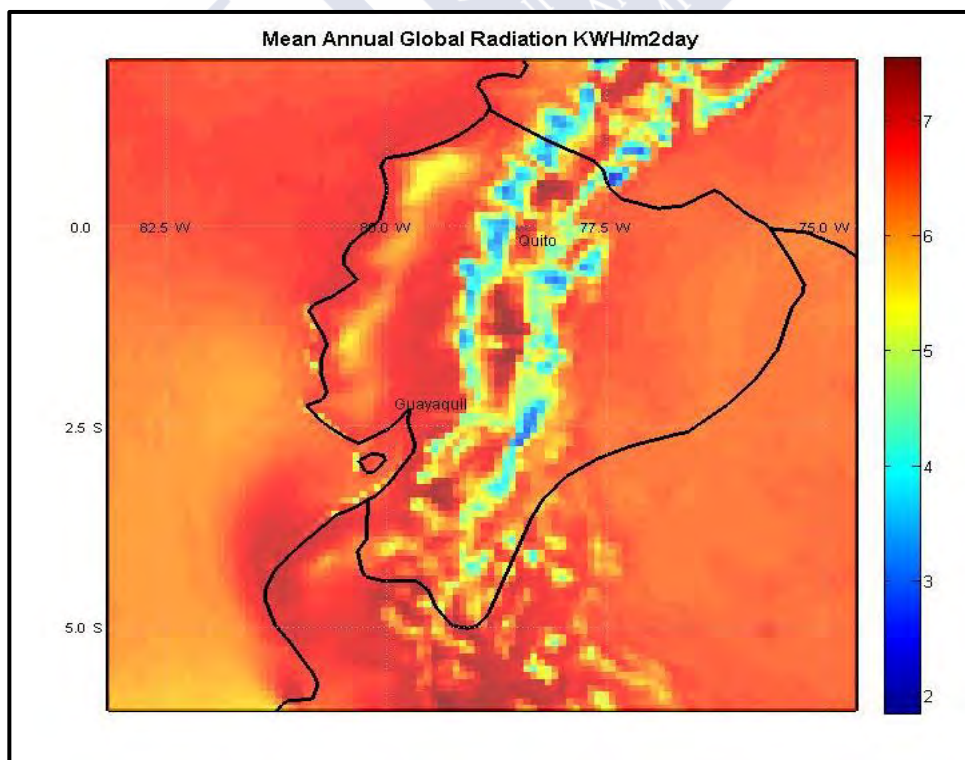 Mean Annual Global Radiation KWH/m2day
7
0.0
82.5 W
80.0 W
77.5 W
75.0 W
Quito
6
5
Guayaquil
2.5 S
4
3
5.0 S
2